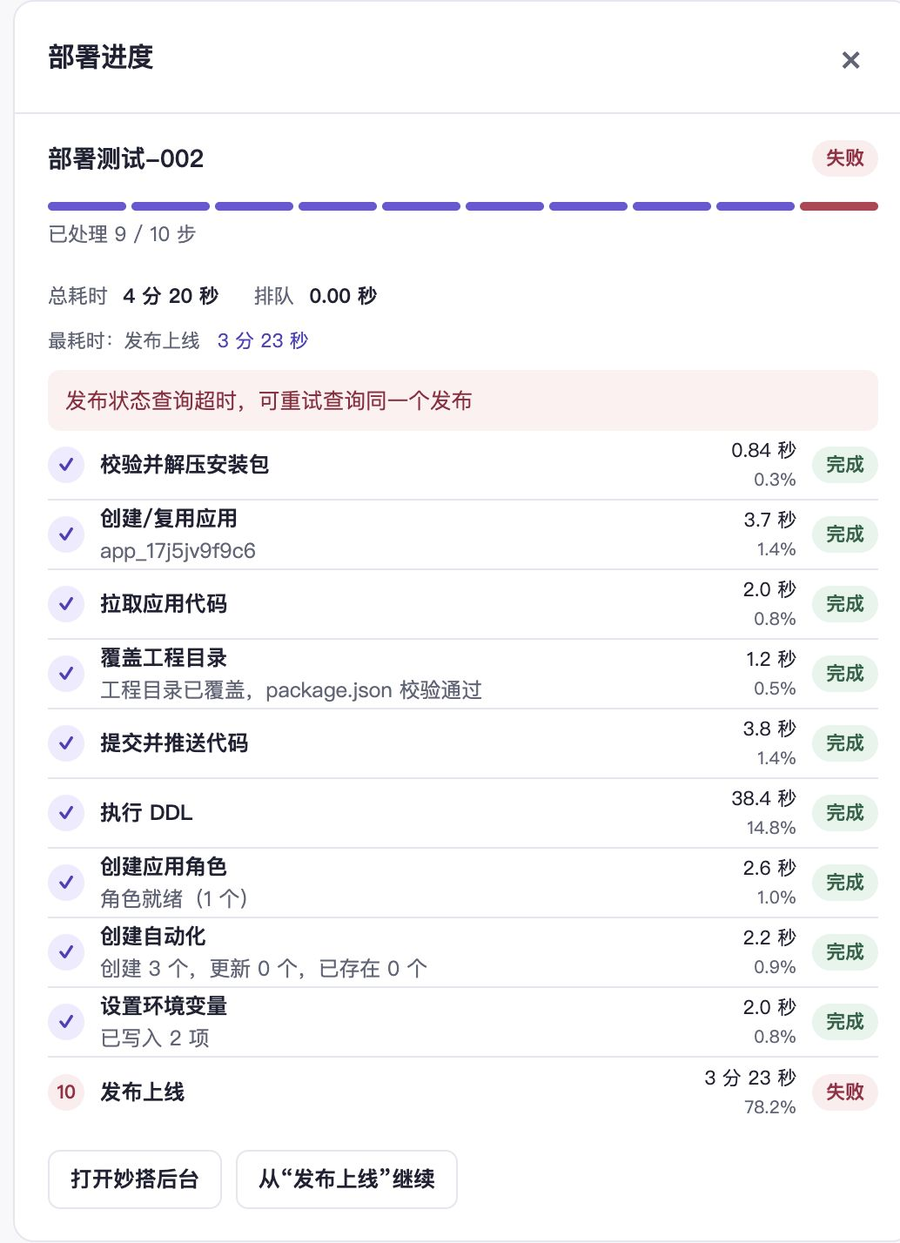 部署进度
×
部署测试-002
失败
已处理 9 / 10 步
总耗时 4 分 20 秒 排队 0.00 秒
最耗时：发布上线 3 分 23 秒
发布状态查询超时，可重试查询同一个发布
校验并解压安装包
0.84 秒
0.3%
完成
创建/复用应用
app_17j5jv9f9c6
3.7 秒
1.4%
完成
拉取应用代码
2.0 秒
0.8%
完成
覆盖工程目录
工程目录已覆盖，package.json 校验通过
1.2 秒
0.5%
完成
提交并推送代码
3.8 秒
1.4%
完成
执行 DDL
38.4 秒
14.8%
完成
创建应用角色
角色就绪（1 个）
2.6 秒
1.0%
完成
创建自动化
创建 3 个，更新 0 个，已存在 0 个
2.2 秒
0.9%
完成
设置环境变量
已写入 2 项
2.0 秒
0.8%
完成
10 发布上线
3 分 23 秒
78.2%
失败
打开妙搭后台
从“发布上线”继续